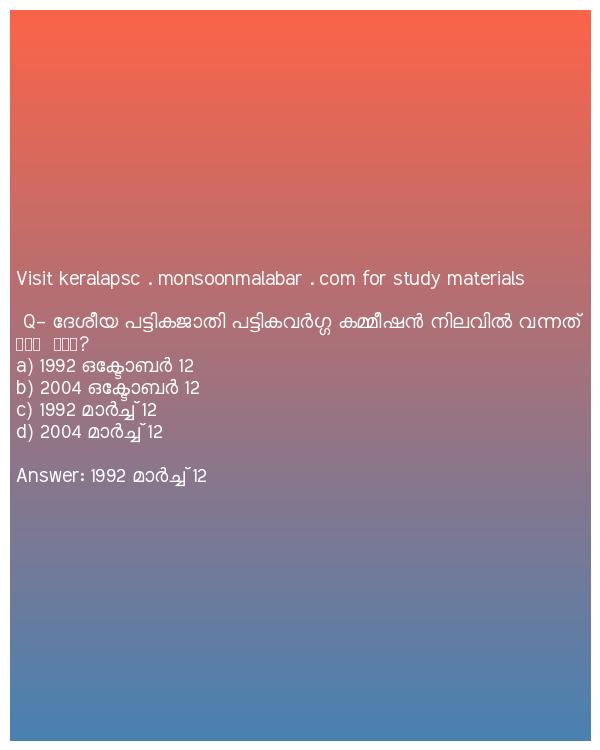 Visit keralapsc . monsoonmalabar . com for study materials
Q- ദേശീയ പട്ടികജാതി പട്ടികവർഗ്ഗ കമ്മീഷൻ നിലവിൽ വന്നത്
?
a) 1992 ഒക്ടോബർ 12
b) 2004 ഒക്ടോബർ 12
c) 1992 മാർച്ച് 12
d) 2004 മാർച്ച് 12
Answer: 1992 മാർച്ച് 12